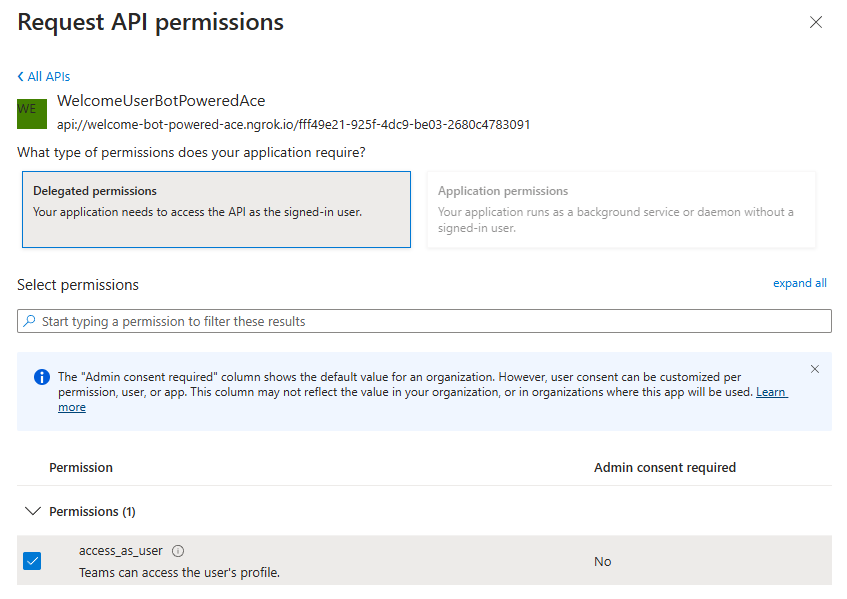 Request API permissions
All APIs
WE
WelcomeUserBotPoweredAce
api://welcome-bot-powered-ace.ngrok.io/fff49e21-925f-4dc9-be03-2680c4783091
What type of permissions does your application require?
Delegated permissions
Your application needs to access the API as the signed-in user.
Application permissions
Your application runs as a background service or daemon without a
signed-in user.
Select permissions
expand all
Start typing a permission to filter these results
The "Admin consent required" column shows the default value for an organization. However, user consent can be customized per
permission, user, or app. This column may not reflect the value in your organization, or in organizations where this app will be used. Learn
more
Permission
Admin consent required
Permissions (1)
access_as_user
Teams can access the user's profile.
No